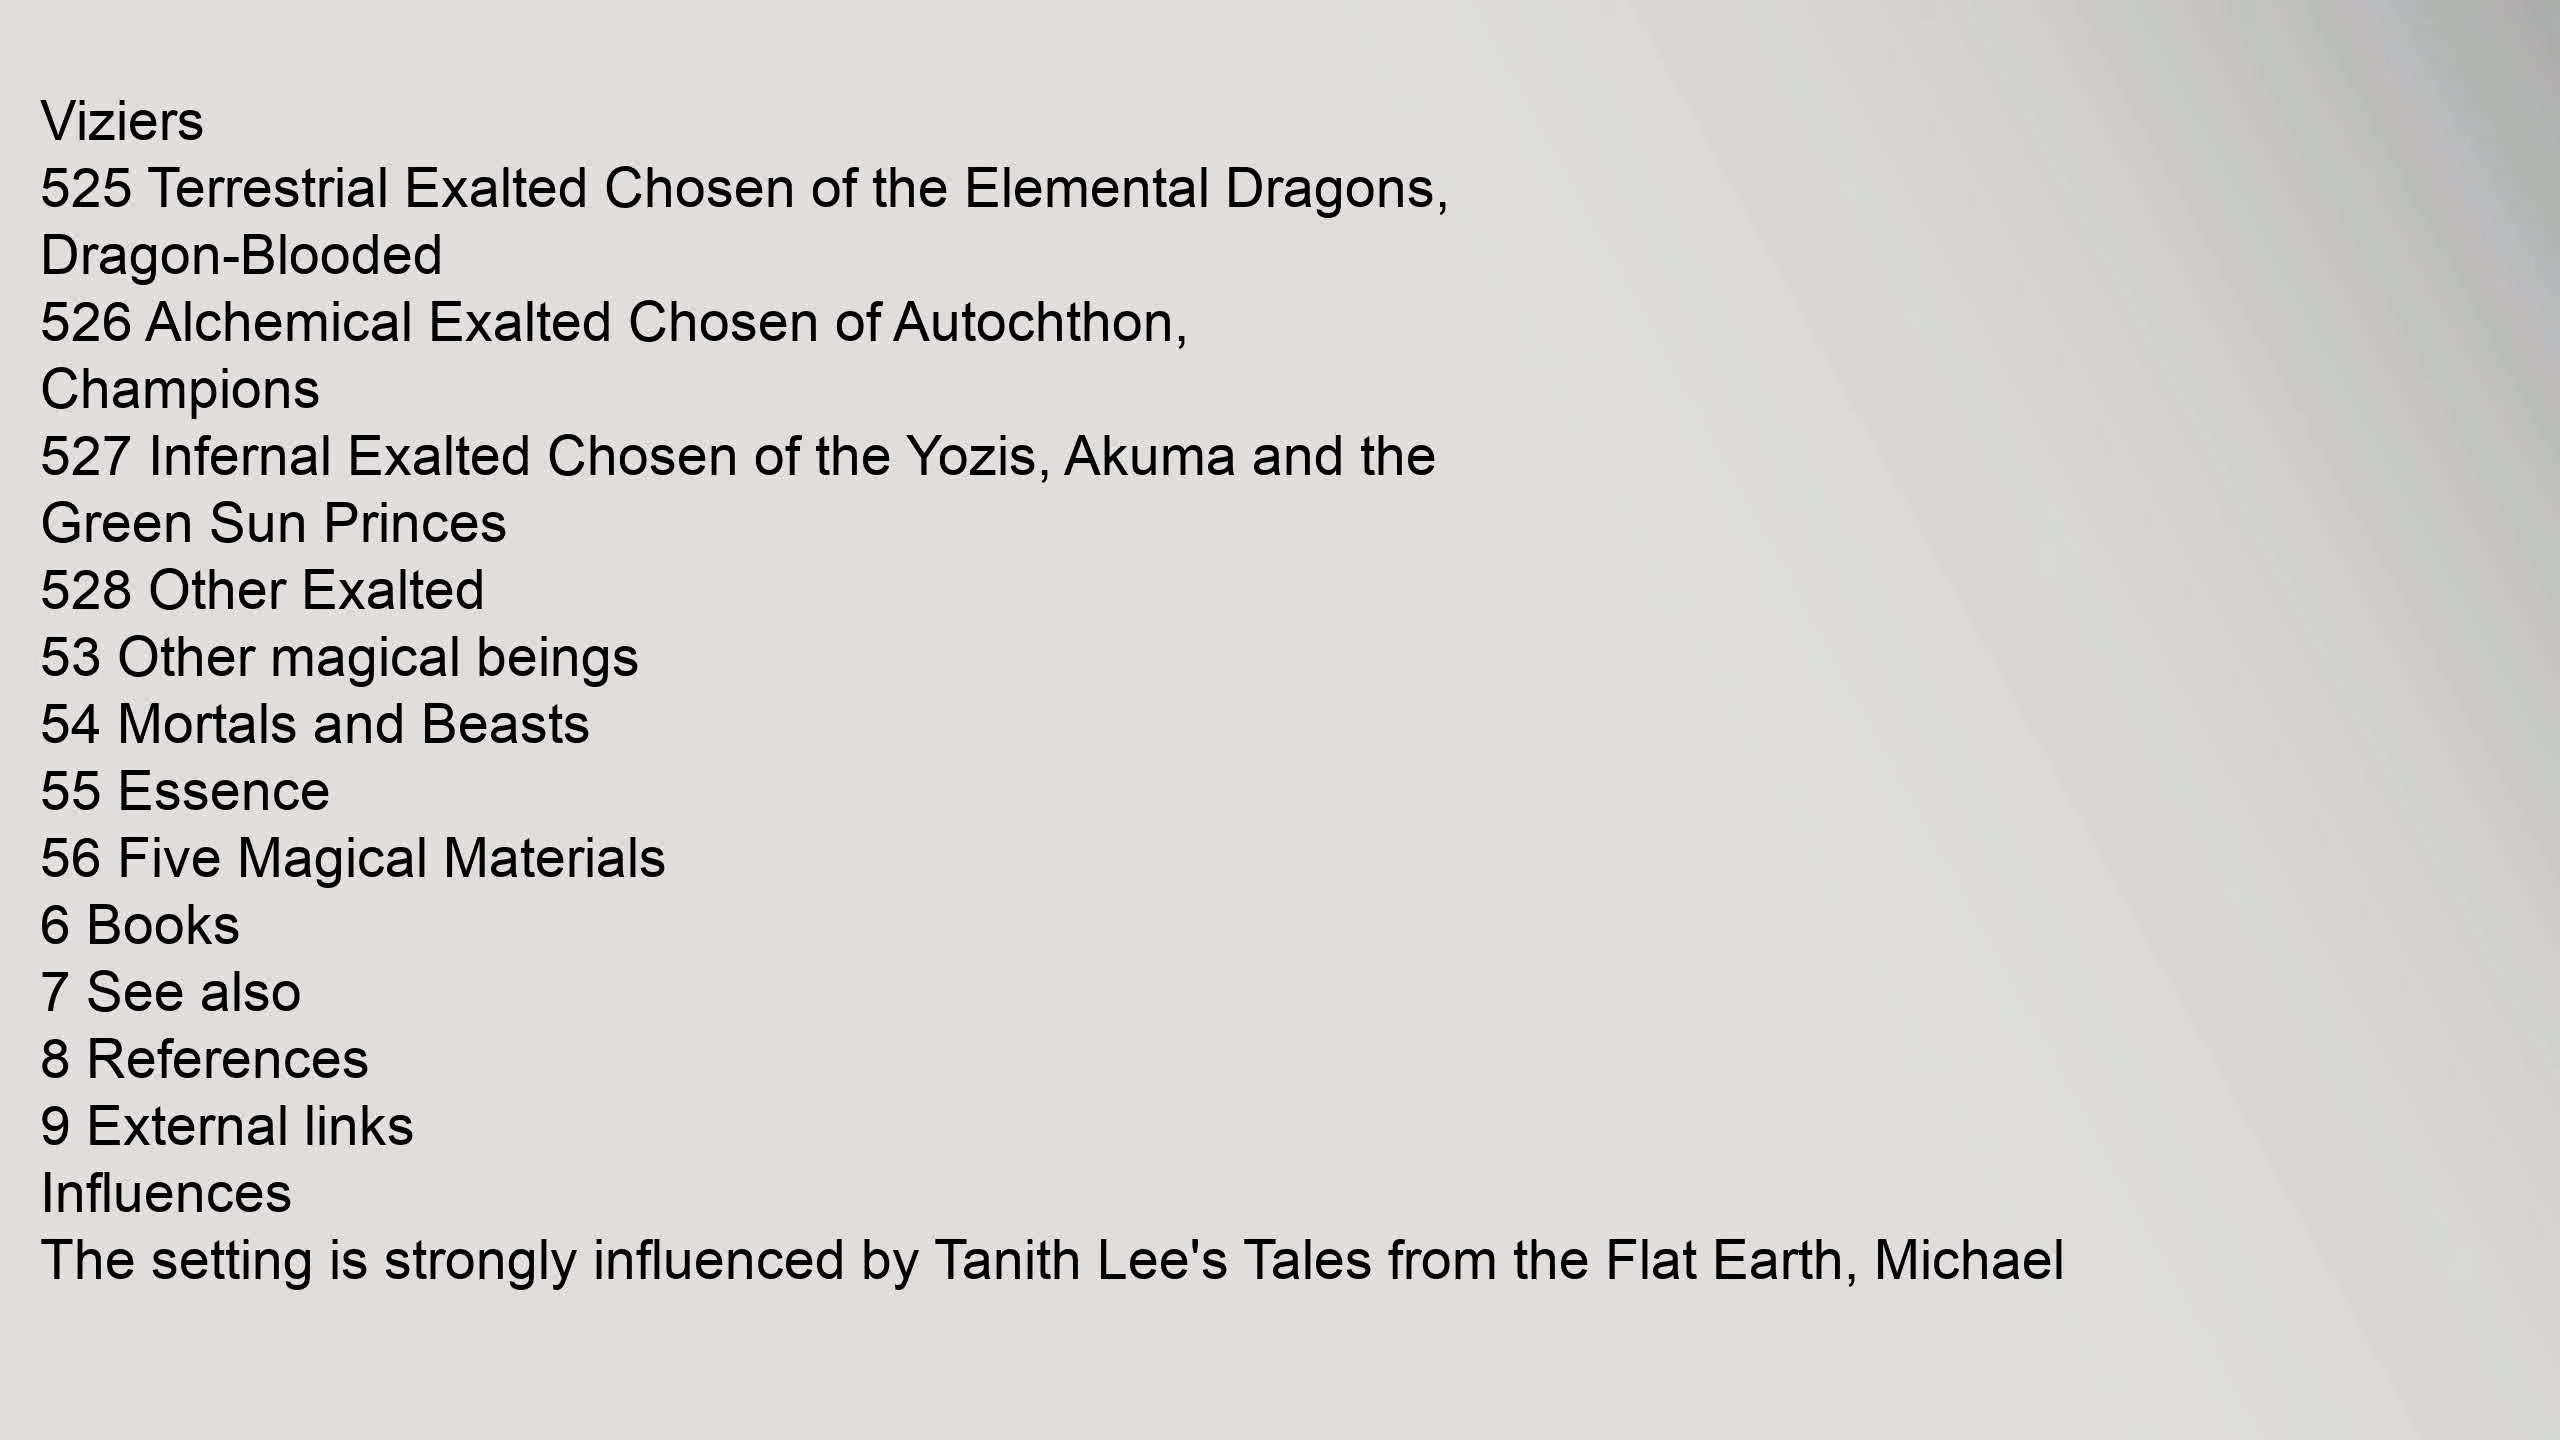 Viziers
525 Terrestrial Exalted Chosen of the Elemental Dragons,
Dragon-Blooded
526 Alchemical Exalted Chosen of Autochthon,
Champions
527 Infernal Exalted Chosen of the Yozis, Akuma and the
Green Sun Princes
528 Other Exalted
53 Other magical beings
54 Mortals and Beasts
55 Essence
56 Five Magical Materials
6 Books
7 See also
8 References
9 External links
Influences
The setting is strongly influenced by Tanith Lee's Tales from the Flat Earth, Michael